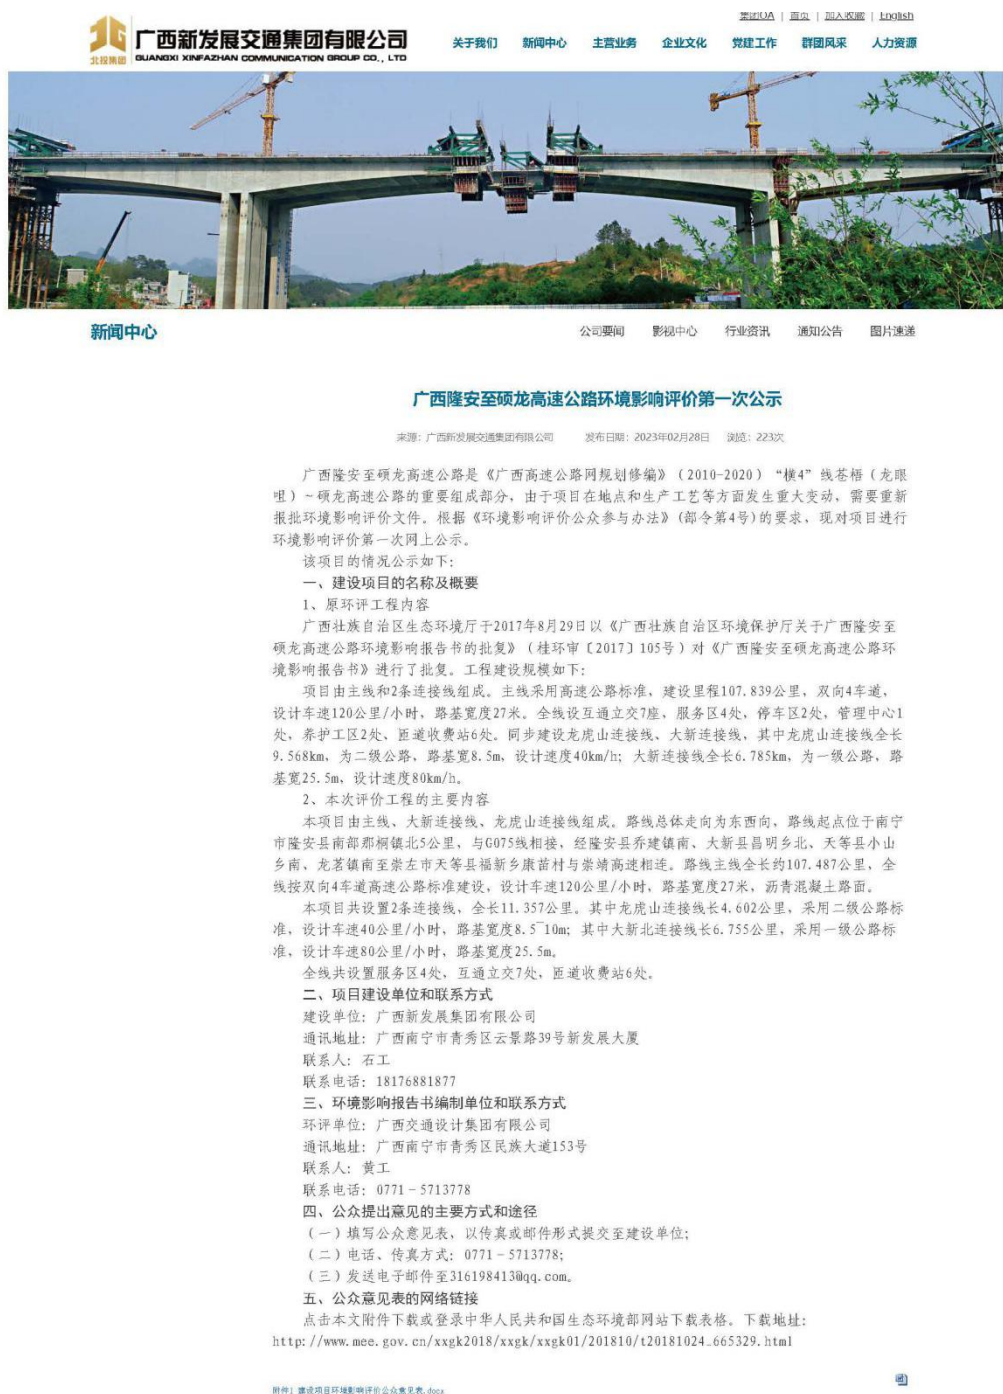 集团OA | 首页 | 加入收藏 | English
北投集团
广西新发展交通集团有限公司
GUANGXI XINFAZHAN COMMUNICATION GROUP CO., LTD
关于我们 新闻中心 主营业务 企业文化 党建工作 群团风采 人力资源
新闻中心
公司要闻 影视中心 行业资讯 通知公告 图片速递
广西隆安至硕龙高速公路环境影响评价第一次公示
来源：广西新发展交通集团有限公司 发布日期：2023年02月28日 浏览：223次
广西隆安至硕龙高速公路是《广西高速公路网规划修编》（2010-2020）“横4”线苍梧（龙眼
咀）~硕龙高速公路的重要组成部分，由于项目在地点和生产工艺等方面发生重大变动，需要重新
报批环境影响评价文件。根据《环境影响评价公众参与办法》(部令第4号)的要求，现对项目进行
环境影响评价第一次网上公示。
该项目的情况公示如下：
一、建设项目的名称及概要
1、原环评工程内容
广西壮族自治区生态环境厅于2017年8月29日以《广西壮族自治区环境保护厅关于广西隆安至
硕龙高速公路环境影响报告书的批复》（桂环审〔2017〕105号）对《广西隆安至硕龙高速公路环
境影响报告书》进行了批复。工程建设规模如下：
项目由主线和2条连接线组成。主线采用高速公路标准，建设里程107.839公里，双向4车道，
设计车速120公里/小时，路基宽度27米。全线设互通立交7座，服务区4处，停车区2处，管理中心1
处，养护工区2处、匝道收费站6处。同步建设龙虎山连接线、大新连接线，其中龙虎山连接线全长
9.568km，为二级公路，路基宽8.5m，设计速度40km/h；大新连接线全长6.785km，为一级公路，路
基宽25.5m，设计速度80km/h。
2、本次评价工程的主要内容
本项目由主线、大新连接线、龙虎山连接线组成。路线总体走向为东西向，路线起点位于南宁
市隆安县南部那桐镇北5公里，与G075线相接，经隆安县乔建镇南、大新县昌明乡北、天等县小山
乡南、龙茗镇南至崇左市天等县福新乡康苗村与崇靖高速相连。路线主线全长约107.487公里，全
线按双向4车道高速公路标准建设，设计车速120公里/小时，路基宽度27米，沥青混凝土路面。
本项目共设置2条连接线，全长11.357公里。其中龙虎山连接线长4.602公里，采用二级公路标
准，设计车速40公里/小时，路基宽度8.5~10m；其中大新北连接线长6.755公里，采用一级公路标
准，设计车速80公里/小时，路基宽度25.5m。
全线共设置服务区4处，互通立交7处，匝道收费站6处。
二、项目建设单位和联系方式
建设单位：广西新发展集团有限公司
通讯地址：广西南宁市青秀区云景路39号新发展大厦
联系人：石工
联系电话：18176881877
三、环境影响报告书编制单位和联系方式
环评单位：广西交通设计集团有限公司
通讯地址：广西南宁市青秀区民族大道153号
联系人：黄工
联系电话：0771－5713778
四、公众提出意见的主要方式和途径
（一）填写公众意见表，以传真或邮件形式提交至建设单位；
（二）电话、传真方式：0771－5713778；
（三）发送电子邮件至316198413@qq.com。
五、公众意见表的网络链接
点击本文附件下载或登录中华人民共和国生态环境部网站下载表格。下载地址：
http://www.mee.gov.cn/xxgk2018/xxgk/xxgk01/201810/t20181024_665329.html
附件1 建设项目环境影响评价公众意见表.docx